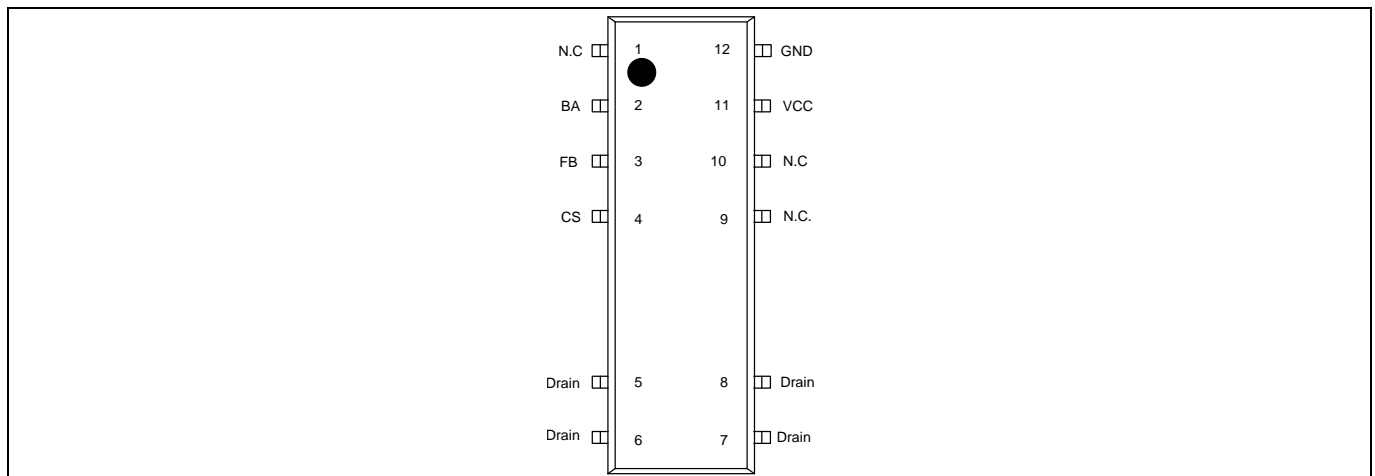 N.C 1 12 GND
BA 2 11 VCC
FB 3 10 N.C
CS 4 9 N.C.
Drain 5 8 Drain
Drain 6 7 Drain